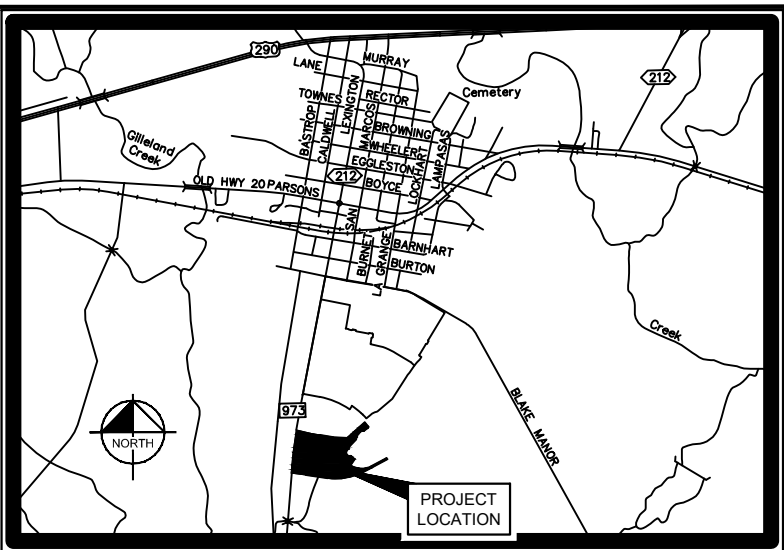 290
MURRAY
LANE
212
RECTOR
TOWNES
LEXINGTON
Cemetery
CALDWELL
BASTROP
MARCOS
BROWNING
Gilleland
Creek
WHEELER
LAMPASAS
LOCKHART
EGGLESTON
212
BOYCE
OLD HWY 20 PARSONS
SAN
BARNHART
BURNET
LA GRANGE
BURTON
Creek
BLAKE MANOR
973
NORTH
PROJECT
LOCATION